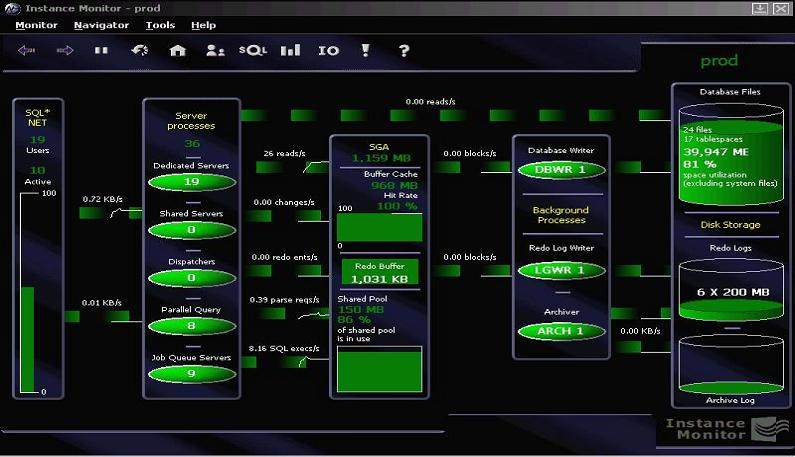 Instance Monitor - prod
Monitor Navigator Tools Help
SQL IO ! ?
prod
SQL*
NET
19
Users
10
Active
100
0
0.72 KB/s
0.01 KB/s
Server
processes
36
Dedicated Servers
19
Shared Servers
0
Dispatchers
0
Parallel Query
8
Job Queue Servers
9
0.00 reads/s
26 reads/s
0.00 changes/s
0.00 redo ents/s
0.39 parse reqs/s
8.16 SQL execs/s
SGA
1,159 MB
Buffer Cache
968 MB
Hit Rate
100 %
100
0
Redo Buffer
1,031 KB
Shared Pool
150 MB
86 %
of shared pool
is in use
0.00 blocks/s
0.00 blocks/s
Database Writer
DBWR 1
Background
Processes
Redo Log Writer
LGWR 1
Archiver
ARCH 1
0.00 KB/s
Database Files
24 files
17 tablespaces
39,947 ME
81 %
space utilization
(excluding system files)
Disk Storage
Redo Logs
6 X 200 MB
Archive Log
Instance
Monitor